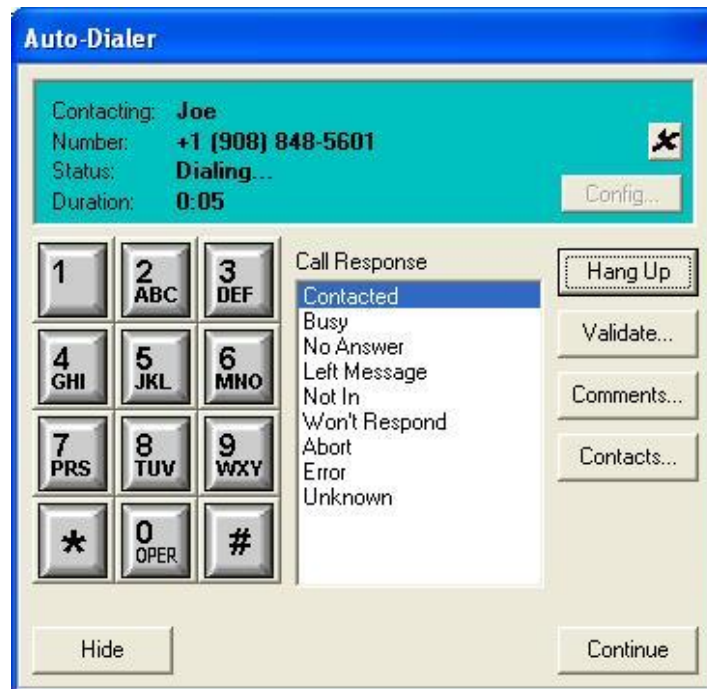 Auto-Dialer
Contacting: Joe
Number: +1 (908) 848-5601
Status: Dialing...
Duration: 0:05
Config...
1
2
ABC
3
DEF
4
GHI
5
JKL
6
MNO
7
PRS
8
TUV
9
WXY
*
0
OPER
#
Call Response
Contacted
Busy
No Answer
Left Message
Not In
Won't Respond
Abort
Error
Unknown
Hang Up
Validate...
Comments...
Contacts...
Hide
Continue